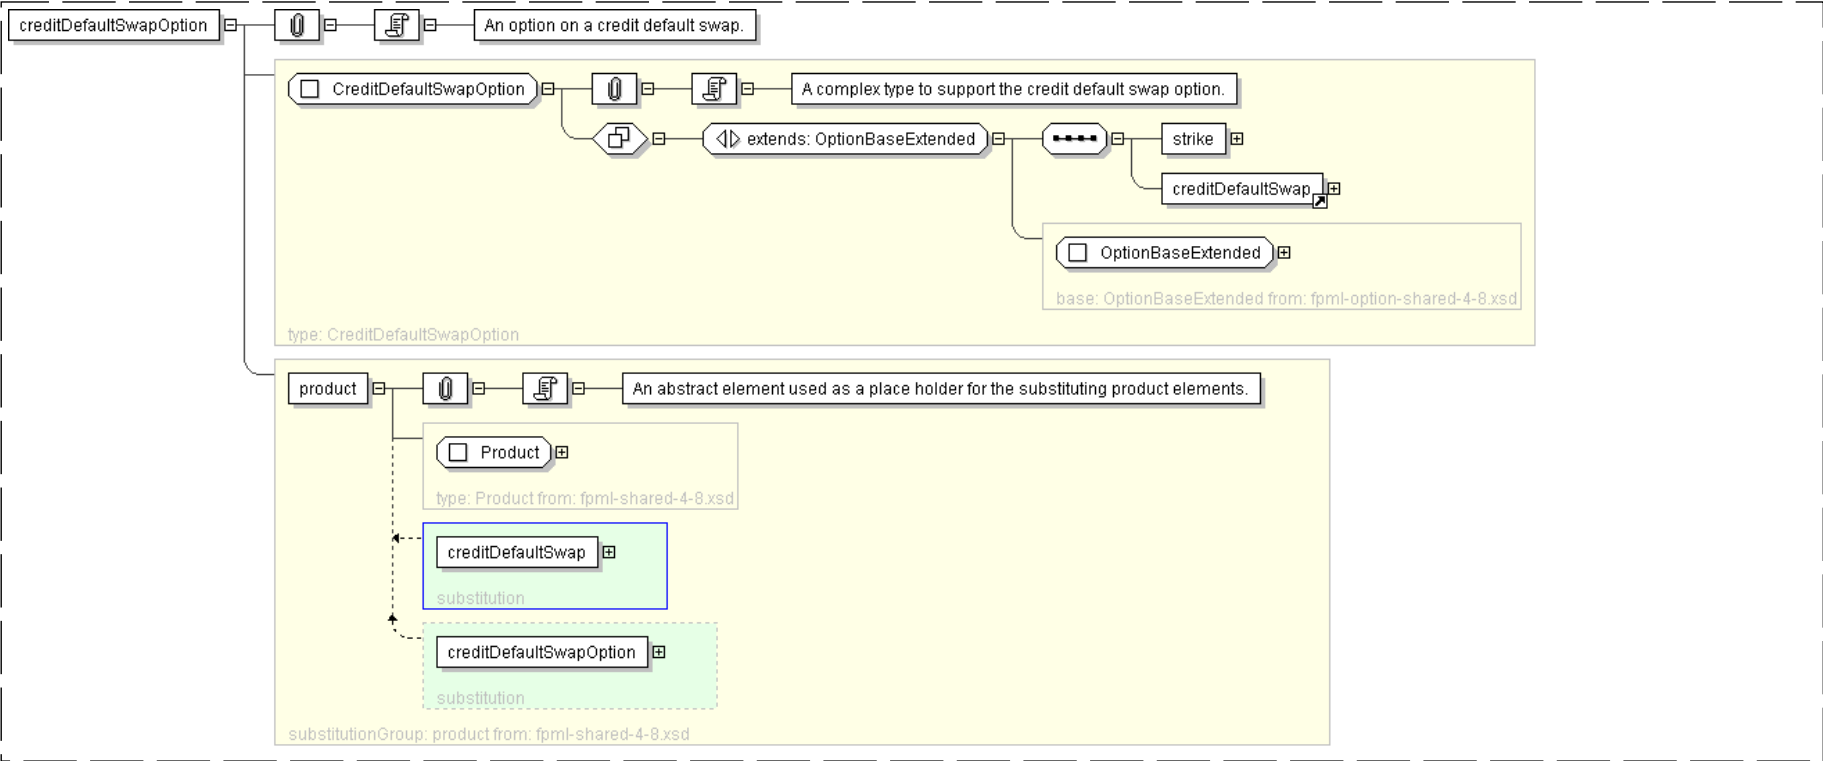 creditDefaultSwapOption
An option on a credit default swap.
CreditDefaultSwapOption
A complex type to support the credit default swap option.
extends: OptionBaseExtended
strike
creditDefaultSwap
OptionBaseExtended
base: OptionBaseExtended from: fpml-option-shared-4-8.xsd
type: CreditDefaultSwapOption
product
An abstract element used as a place holder for the substituting product elements.
Product
type: Product from: fpml-shared-4-8.xsd
creditDefaultSwap
substitution
creditDefaultSwapOption
substitution
substitutionGroup: product from: fpml-shared-4-8.xsd